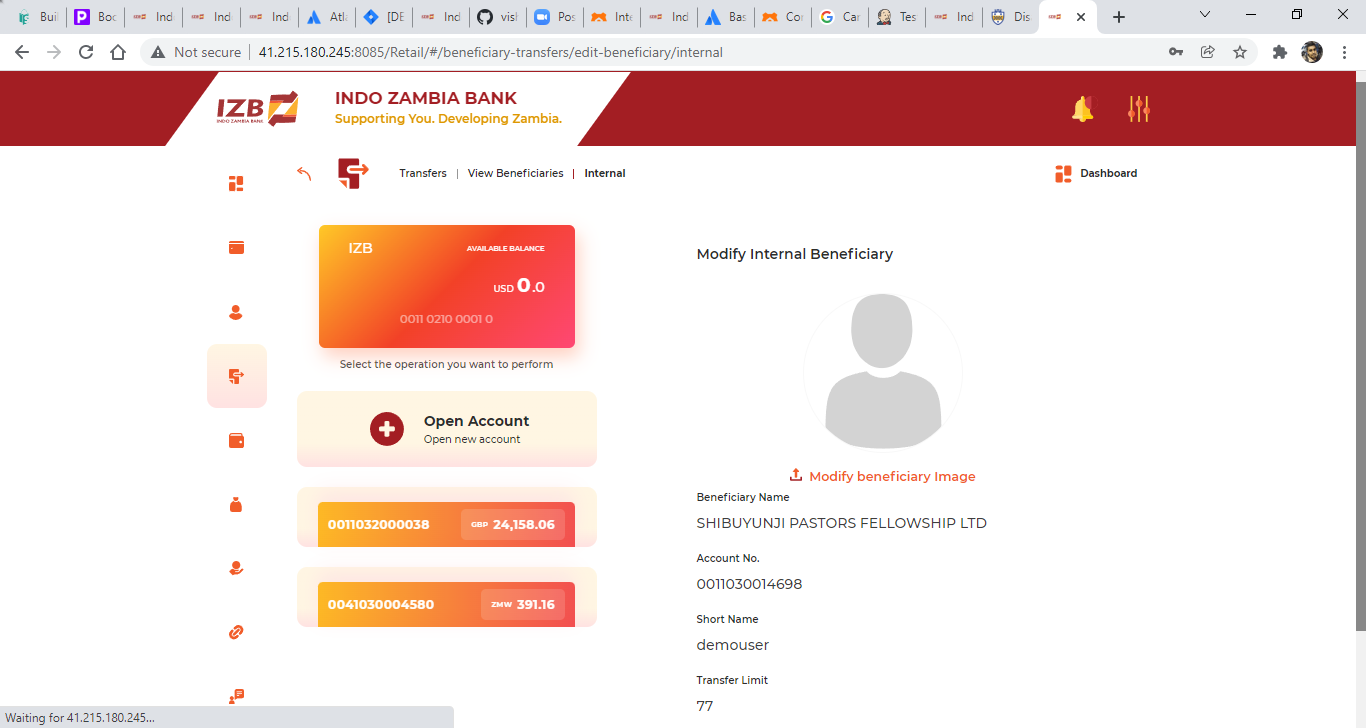 Buil
Boc
Ind
Ind
Ind
Atla
[DE
Ind
visl
Pos
Inte
Ind
Bas
Cor
Car
Tes
Ind
Dis
Not secure
41.215.180.245:8085/Retail/#/beneficiary-transfers/edit-beneficiary/internal
IZB
INDO ZAMBIA BANK
INDO ZAMBIA BANK
Supporting You. Developing Zambia.
Transfers | View Beneficiaries | Internal
Dashboard
IZB
AVAILABLE BALANCE
USD 0.0
0011 0210 0001 0
Select the operation you want to perform
Open Account
Open new account
0011032000038 GBP 24,158.06
0041030004580 ZMW 391.16
Modify Internal Beneficiary
Modify beneficiary Image
Beneficiary Name
SHIBUYUNJI PASTORS FELLOWSHIP LTD
Account No.
0011030014698
Short Name
demouser
Transfer Limit
77
Waiting for 41.215.180.245...